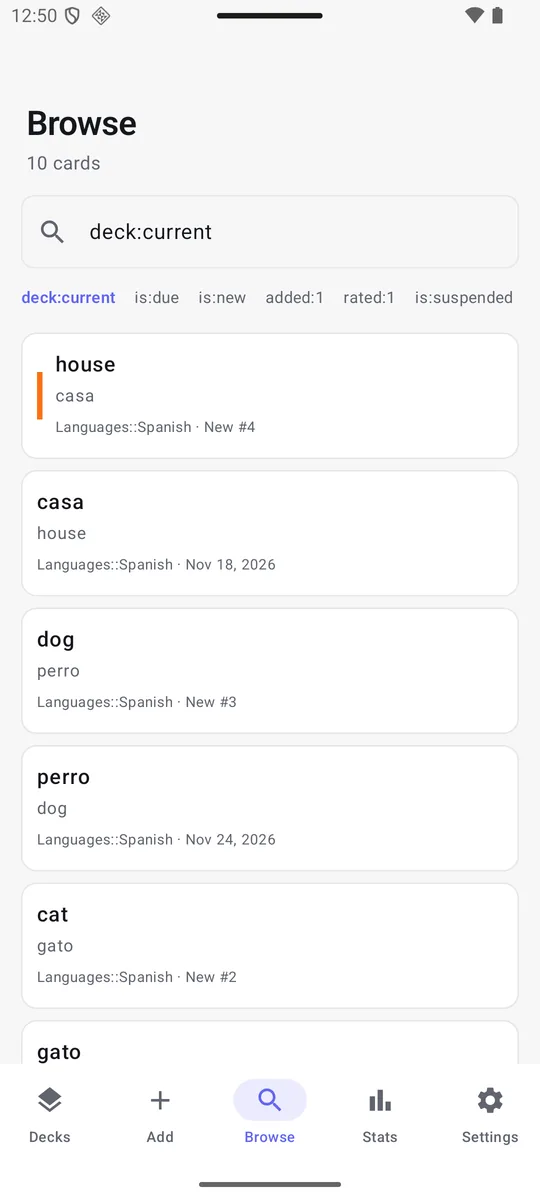 12:50
Browse
10 cards
deck:current
deck:current is:due is:new added:1 rated:1 is:suspended
house
casa
Languages::Spanish · New #4
casa
house
Languages::Spanish · Nov 18, 2026
dog
perro
Languages::Spanish · New #3
perro
dog
Languages::Spanish · Nov 24, 2026
cat
gato
Languages::Spanish · New #2
gato
Decks Add Browse Stats Settings